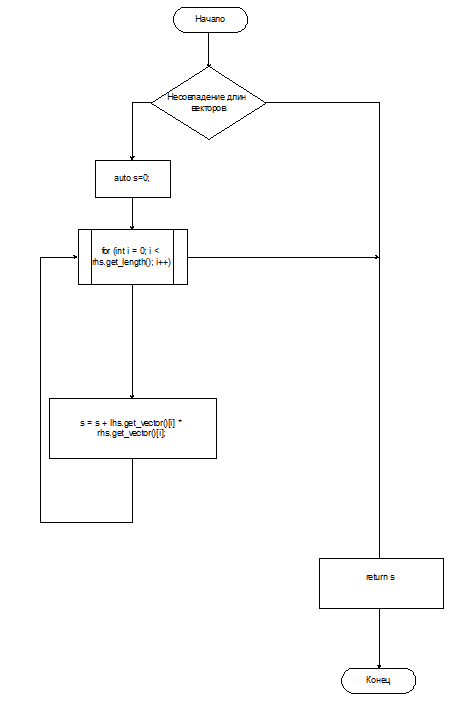 Начало
Несовпадение длин
векторов
auto s=0;
for (int i = 0; i <
rhs.get_length(); i++)
s = s + lhs.get_vector()[i] *
rhs.get_vector()[i];
return s
Конец